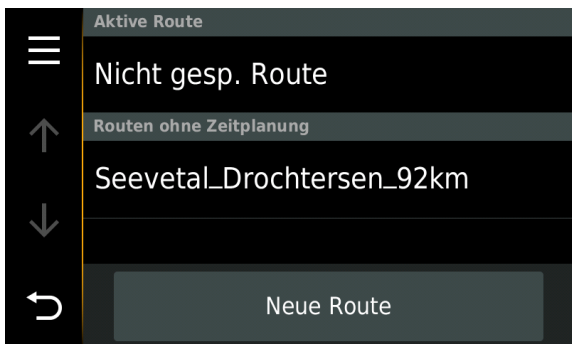 Aktive Route
Nicht gesp. Route
Routen ohne Zeitplanung
Seevetal_Drochtersen_92km
Neue Route